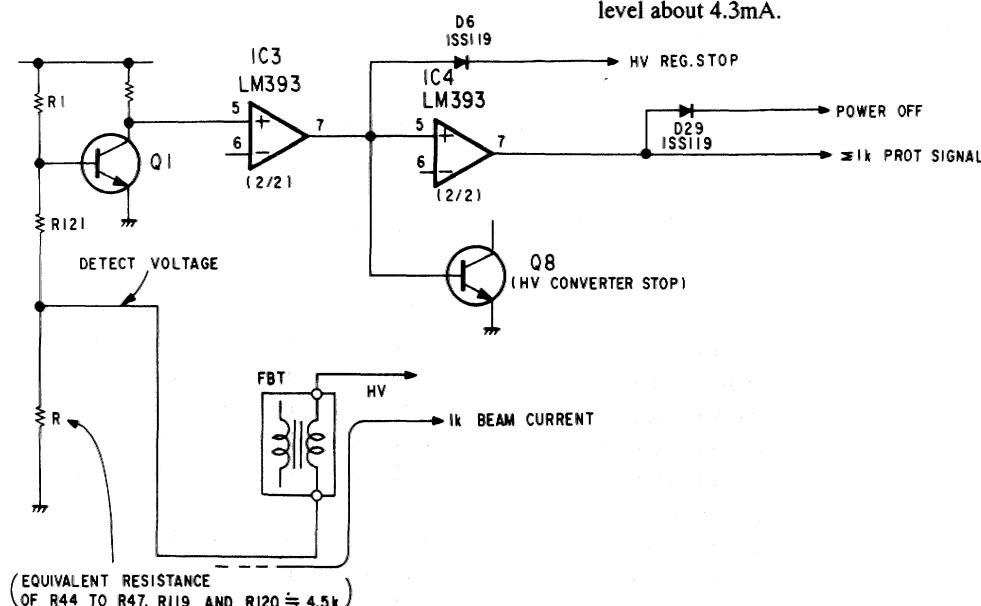 level about 4.3mA.
D6
1SS119
HV REG.STOP
IC3
LM393
IC4
LM393
R1
5
+
6
−
7
(2/2)
5
+
6
−
7
(2/2)
D29
1SS119
POWER OFF
Ik PROT SIGNAL
Q1
R121
DETECT VOLTAGE
Q8
(HV CONVERTER STOP)
FBT
HV
Ik BEAM CURRENT
R
(EQUIVALENT RESISTANCE
OF R44 TO R47, R119 AND R120 ≒ 4.5k)